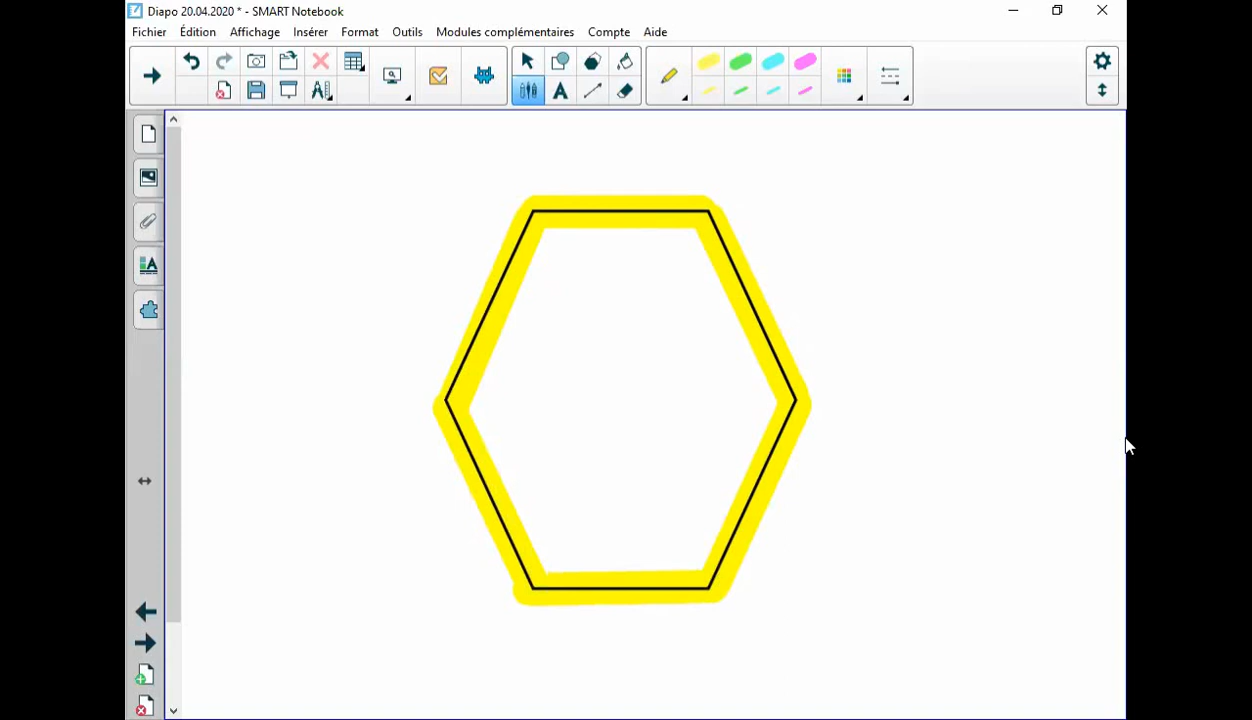 Diapo 20.04.2020 * - SMART Notebook
Fichier Édition Affichage Insérer Format Outils Modules complémentaires Compte Aide